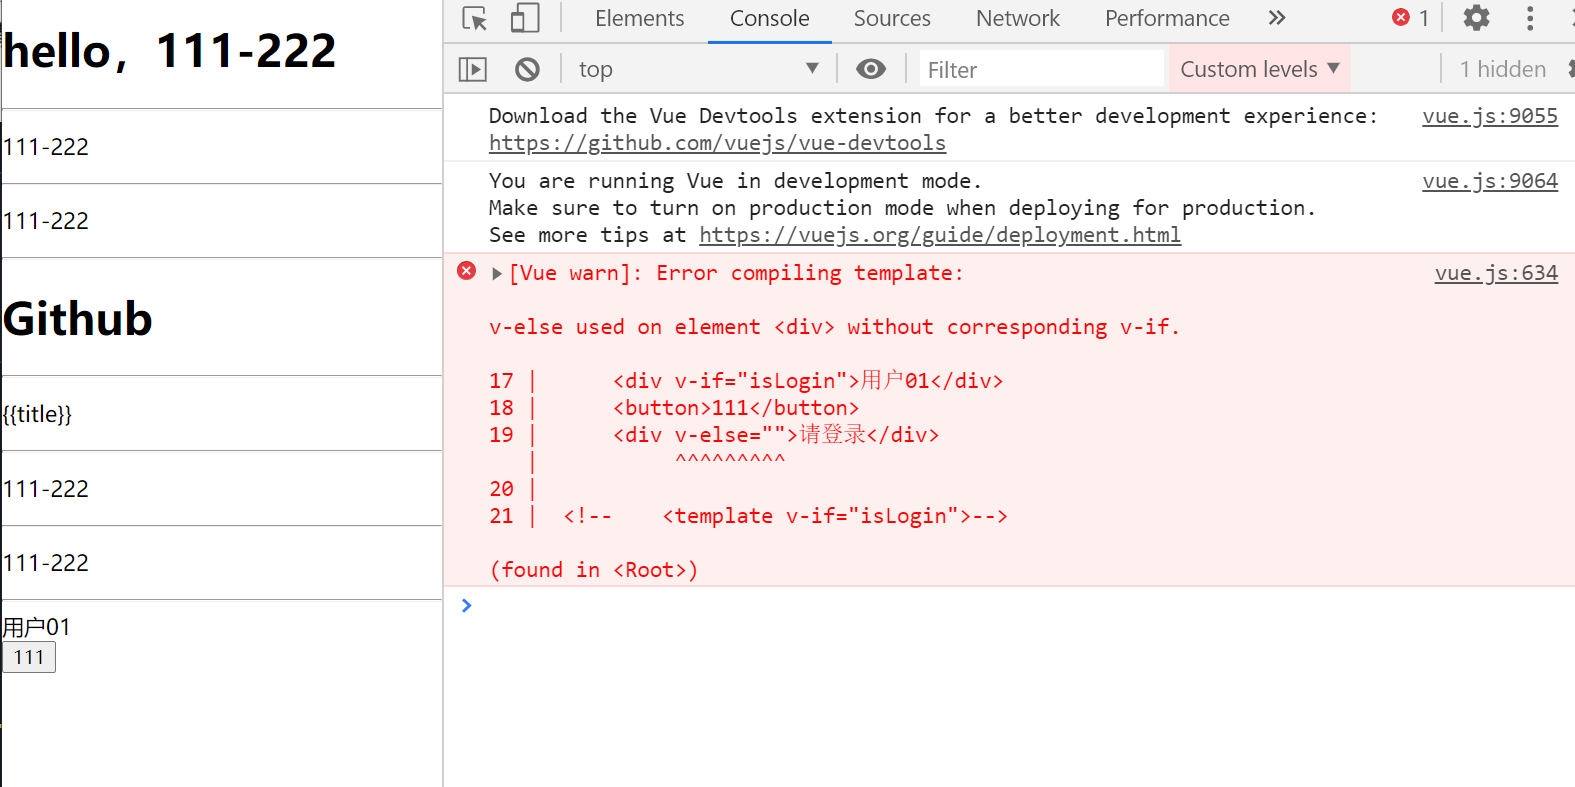 hello，111-222
111-222
111-222
Github
{{title}}
111-222
111-222
用户01
111
Elements Console Sources Network Performance 1
top Filter Custom levels ▼ 1 hidden
Download the Vue Devtools extension for a better development experience: vue.js:9055
https://github.com/vuejs/vue-devtools
You are running Vue in development mode. vue.js:9064
Make sure to turn on production mode when deploying for production.
See more tips at https://vuejs.org/guide/deployment.html
[Vue warn]: Error compiling template: vue.js:634
v-else used on element <div> without corresponding v-if.
17 | <div v-if="isLogin">用户01</div>
18 | <button>111</button>
19 | <div v-else="">请登录</div>
| ^^^^^^^^^
20 |
21 | <!-- <template v-if="isLogin">-->
(found in <Root>)